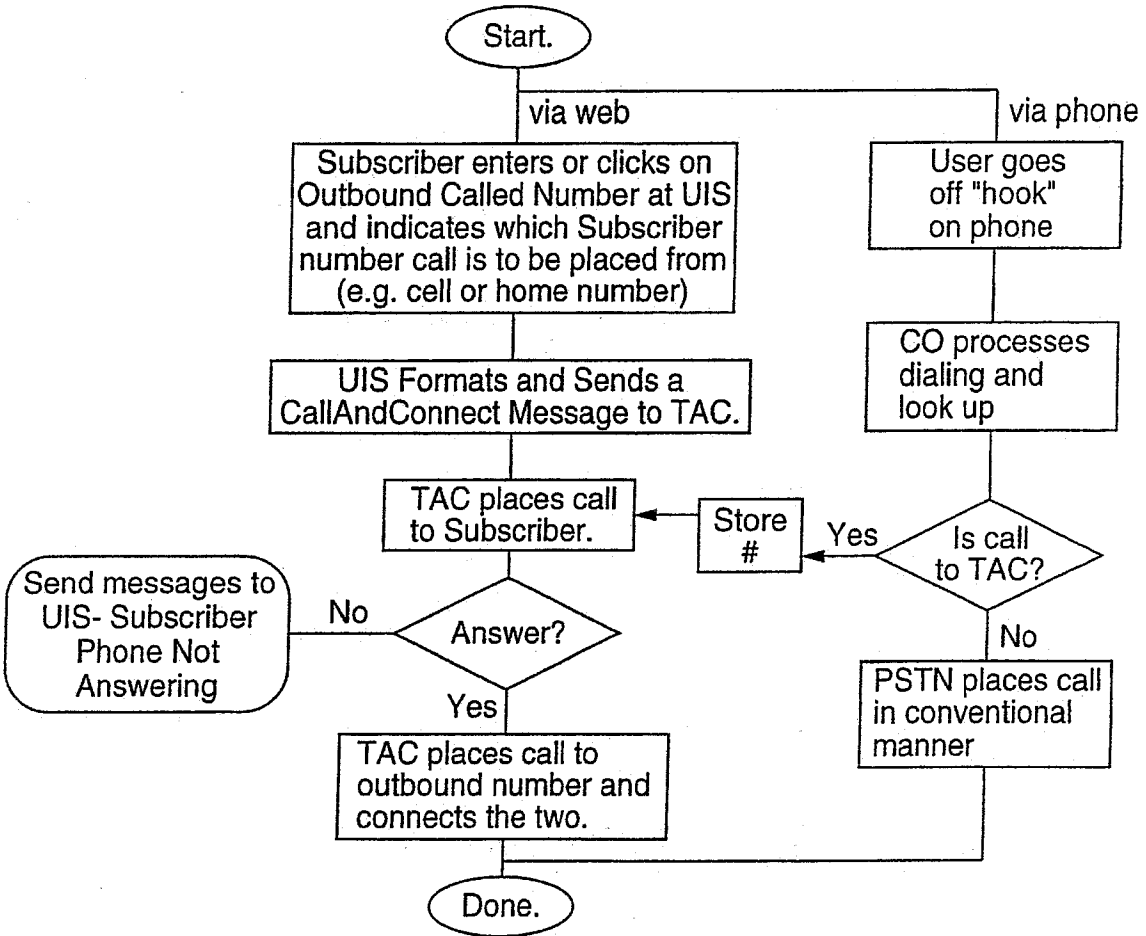 Start.
via web
via phone
Subscriber enters or clicks on
Outbound Called Number at UIS
and indicates which Subscriber
number call is to be placed from
(e.g. cell or home number)
User goes
off "hook"
on phone
UIS Formats and Sends a
CallAndConnect Message to TAC.
CO processes
dialing and
look up
TAC places call
to Subscriber.
Store
#
Yes
Is call
to TAC?
Send messages to
UIS- Subscriber
Phone Not
Answering
No
Answer?
No
Yes
PSTN places call
in conventional
manner
TAC places call to
outbound number and
connects the two.
Done.